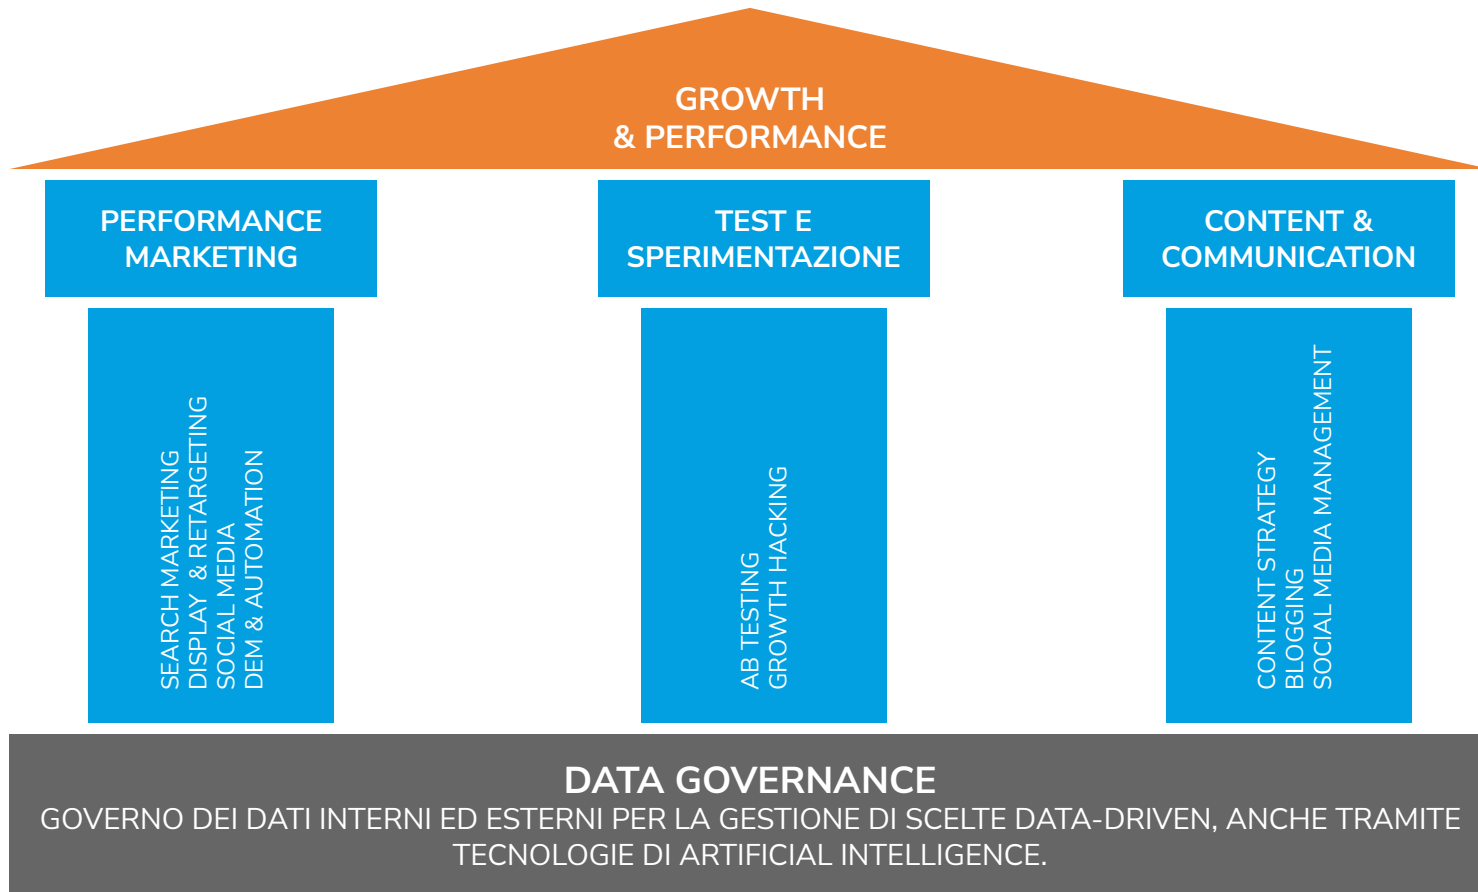 GROWTH
& PERFORMANCE
PERFORMANCE
MARKETING
TEST E
SPERIMENTAZIONE
CONTENT &
COMMUNICATION
SEARCH MARKETING
DISPLAY & RETARGETING
SOCIAL MEDIA
DEM & AUTOMATION
AB TESTING
GROWTH HACKING
CONTENT STRATEGY
BLOGGING
SOCIAL MEDIA MANAGEMENT
DATA GOVERNANCE
GOVERNO DEI DATI INTERNI ED ESTERNI PER LA GESTIONE DI SCELTE DATA-DRIVEN, ANCHE TRAMITE
TECNOLOGIE DI ARTIFICIAL INTELLIGENCE.